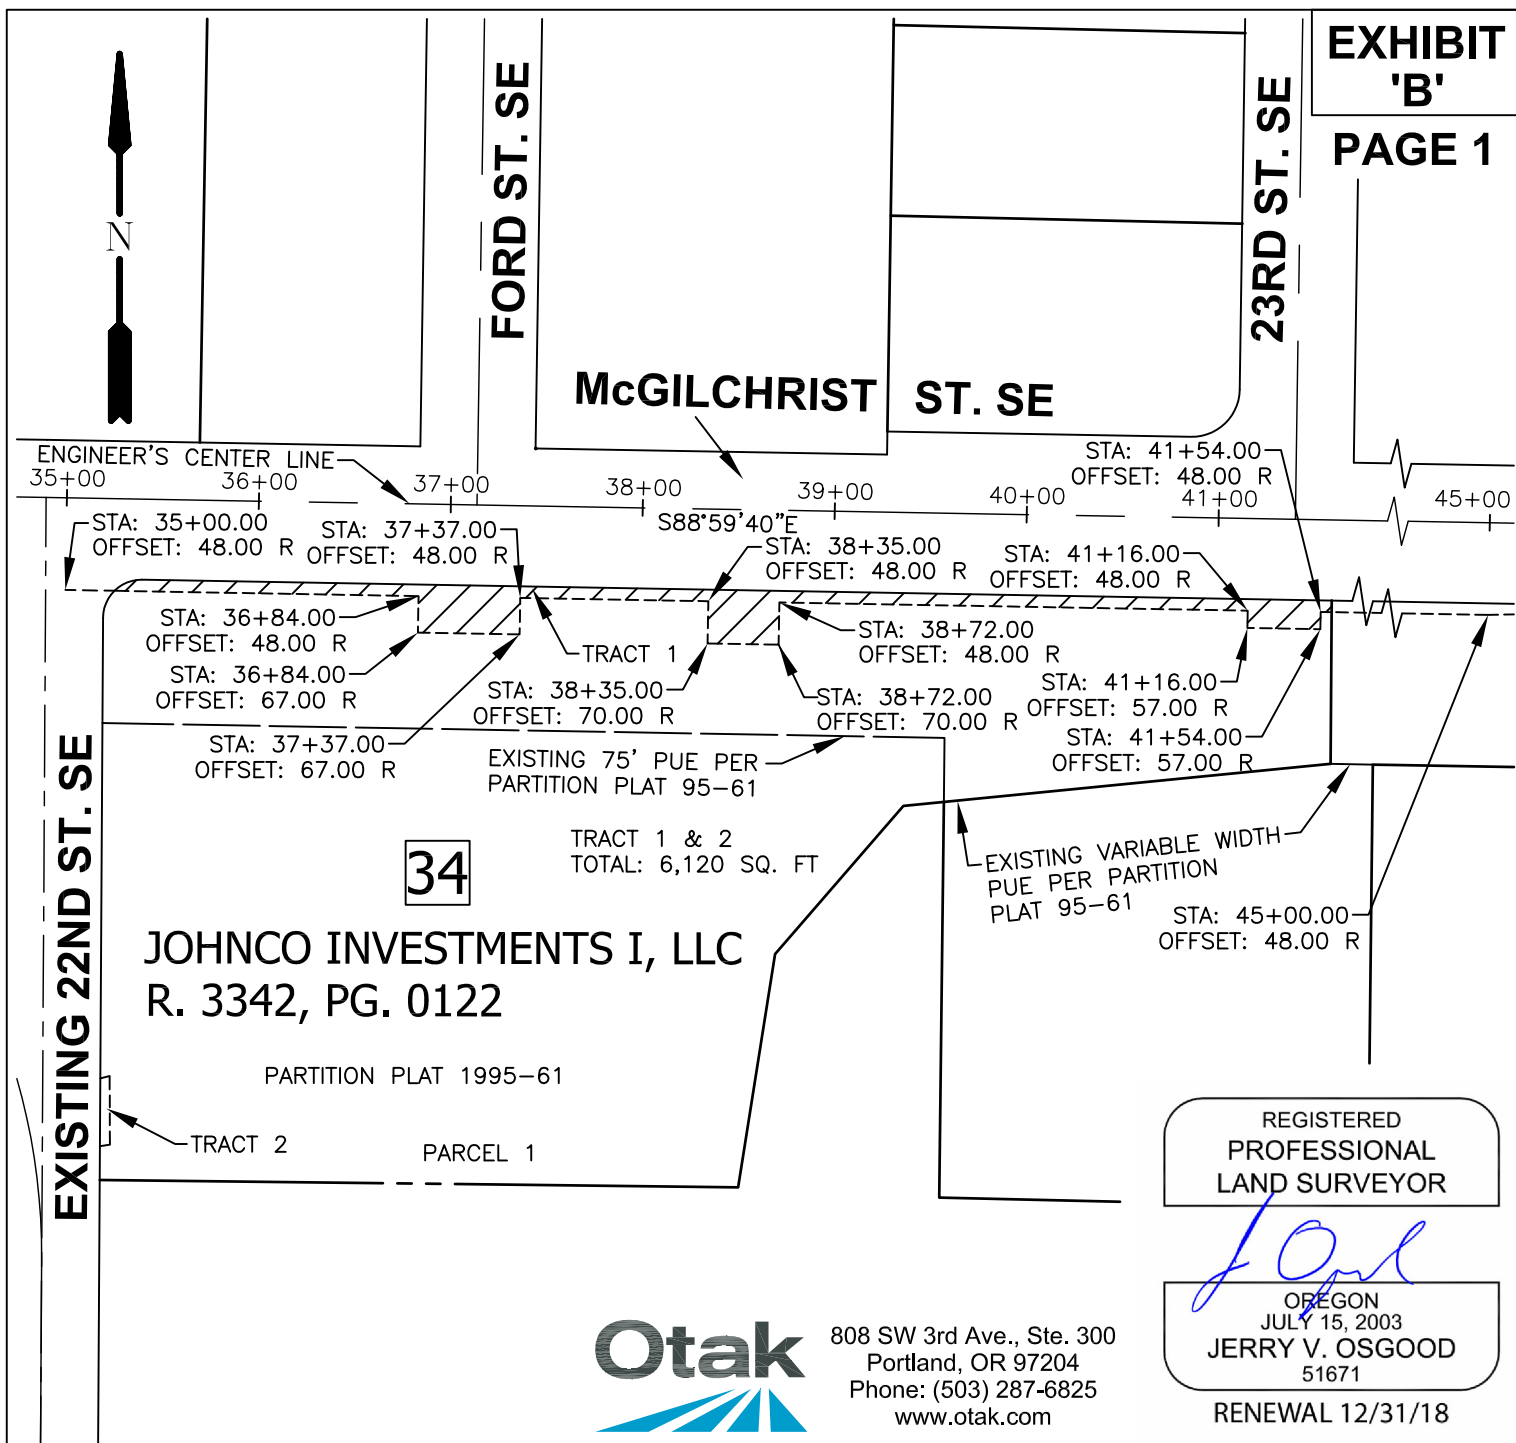 EXHIBIT
'B'
PAGE 1
N
FORD ST. SE
23RD ST. SE
McGILCHRIST ST. SE
ENGINEER'S CENTER LINE
35+00
36+00
37+00
38+00
39+00
40+00
41+00
45+00
S88°59'40"E
STA: 41+54.00
OFFSET: 48.00 R
STA: 35+00.00
OFFSET: 48.00 R
STA: 37+37.00
OFFSET: 48.00 R
STA: 38+35.00
OFFSET: 48.00 R
STA: 41+16.00
OFFSET: 48.00 R
STA: 36+84.00
OFFSET: 48.00 R
STA: 36+84.00
OFFSET: 67.00 R
TRACT 1
STA: 38+72.00
OFFSET: 48.00 R
STA: 38+35.00
OFFSET: 70.00 R
STA: 38+72.00
OFFSET: 70.00 R
STA: 41+16.00
OFFSET: 57.00 R
STA: 37+37.00
OFFSET: 67.00 R
STA: 41+54.00
OFFSET: 57.00 R
EXISTING 75' PUE PER
PARTITION PLAT 95-61
TRACT 1 & 2
TOTAL: 6,120 SQ. FT
EXISTING VARIABLE WIDTH
PUE PER PARTITION
PLAT 95-61
STA: 45+00.00
OFFSET: 48.00 R
EXISTING 22ND ST. SE
34
JOHNCO INVESTMENTS I, LLC
R. 3342, PG. 0122
PARTITION PLAT 1995-61
TRACT 2
PARCEL 1
REGISTERED
PROFESSIONAL
LAND SURVEYOR
OREGON
JULY 15, 2003
JERRY V. OSGOOD
51671
RENEWAL 12/31/18
Otak
808 SW 3rd Ave., Ste. 300
Portland, OR 97204
Phone: (503) 287-6825
www.otak.com